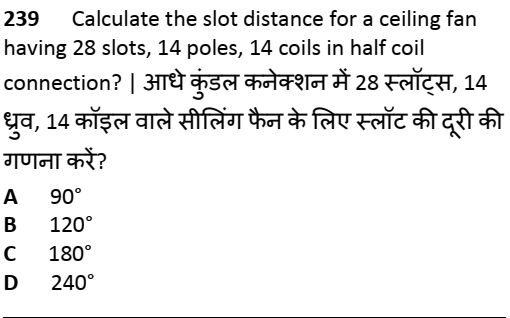 239 Calculate the slot distance for a ceiling fan
having 28 slots, 14 poles, 14 coils in half coil
connection? | आधे कुंडल कनेक्शन में 28 स्लॉट्स, 14
ध्रुव, 14 कॉइल वाले सीलिंग फैन के लिए स्लॉट की दूरी की
गणना करें?
A 90°
B 120°
C 180°
D 240°